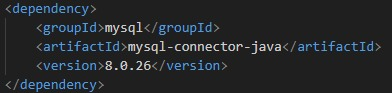 <dependency>
    <groupId>mysql</groupId>
    <artifactId>mysql-connector-java</artifactId>
    <version>8.0.26</version>
</dependency>